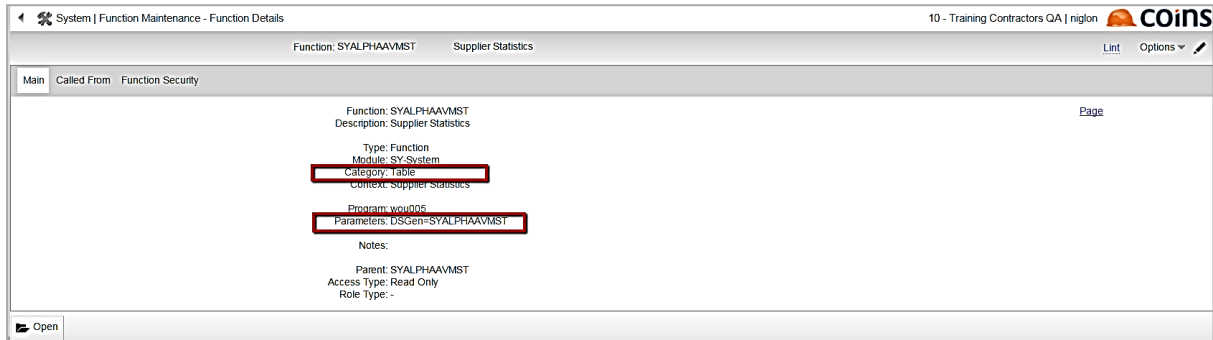 System | Function Maintenance - Function Details
10 - Training Contractors QA | niglon
coins
Function: SYALPHAAVMST Supplier Statistics
Lint Options
Main Called From Function Security
Function: SYALPHAAVMST
Page
Description: Supplier Statistics
Type: Function
Module: SY-System
Category: Table
Context: Supplier Statistics
Program: wou005
Parameters: DSGen=SYALPHAAVMST
Notes:
Parent: SYALPHAAVMST
Access Type: Read Only
Role Type: -
Open